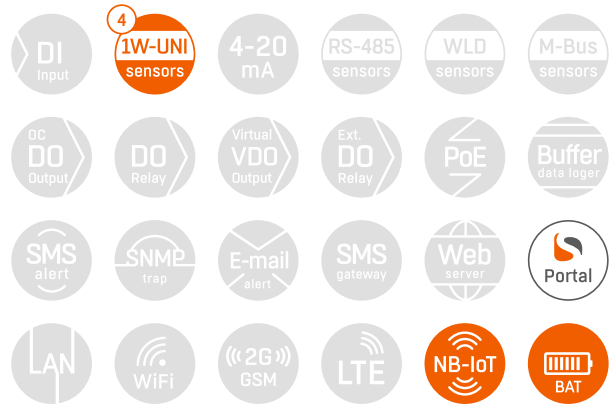 DI
Input
4
1W-UNI
sensors
4-20
mA
RS-485
sensors
WLD
sensors
M-Bus
sensors
OC
DO
Output
DO
Relay
Virtual
VDO
Output
Ext.
DO
Relay
PoE
Buffer
data loger
SMS
alert
SNMP
trap
E-mail
alert
SMS
gateway
Web
server
Portal
LAN
WiFi
2G
GSM
LTE
NB-IoT
BAT